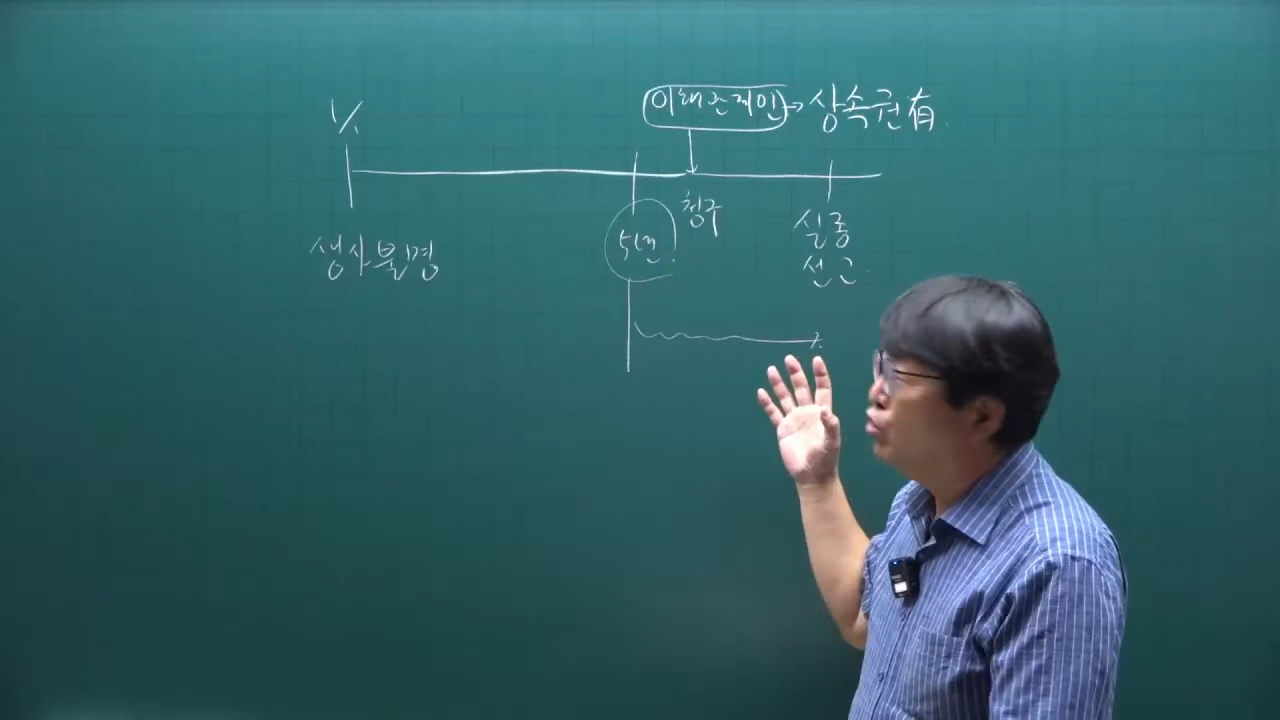 이해관계인 → 상속권有
1/.
청구
5년!
실종
선고
생사불명